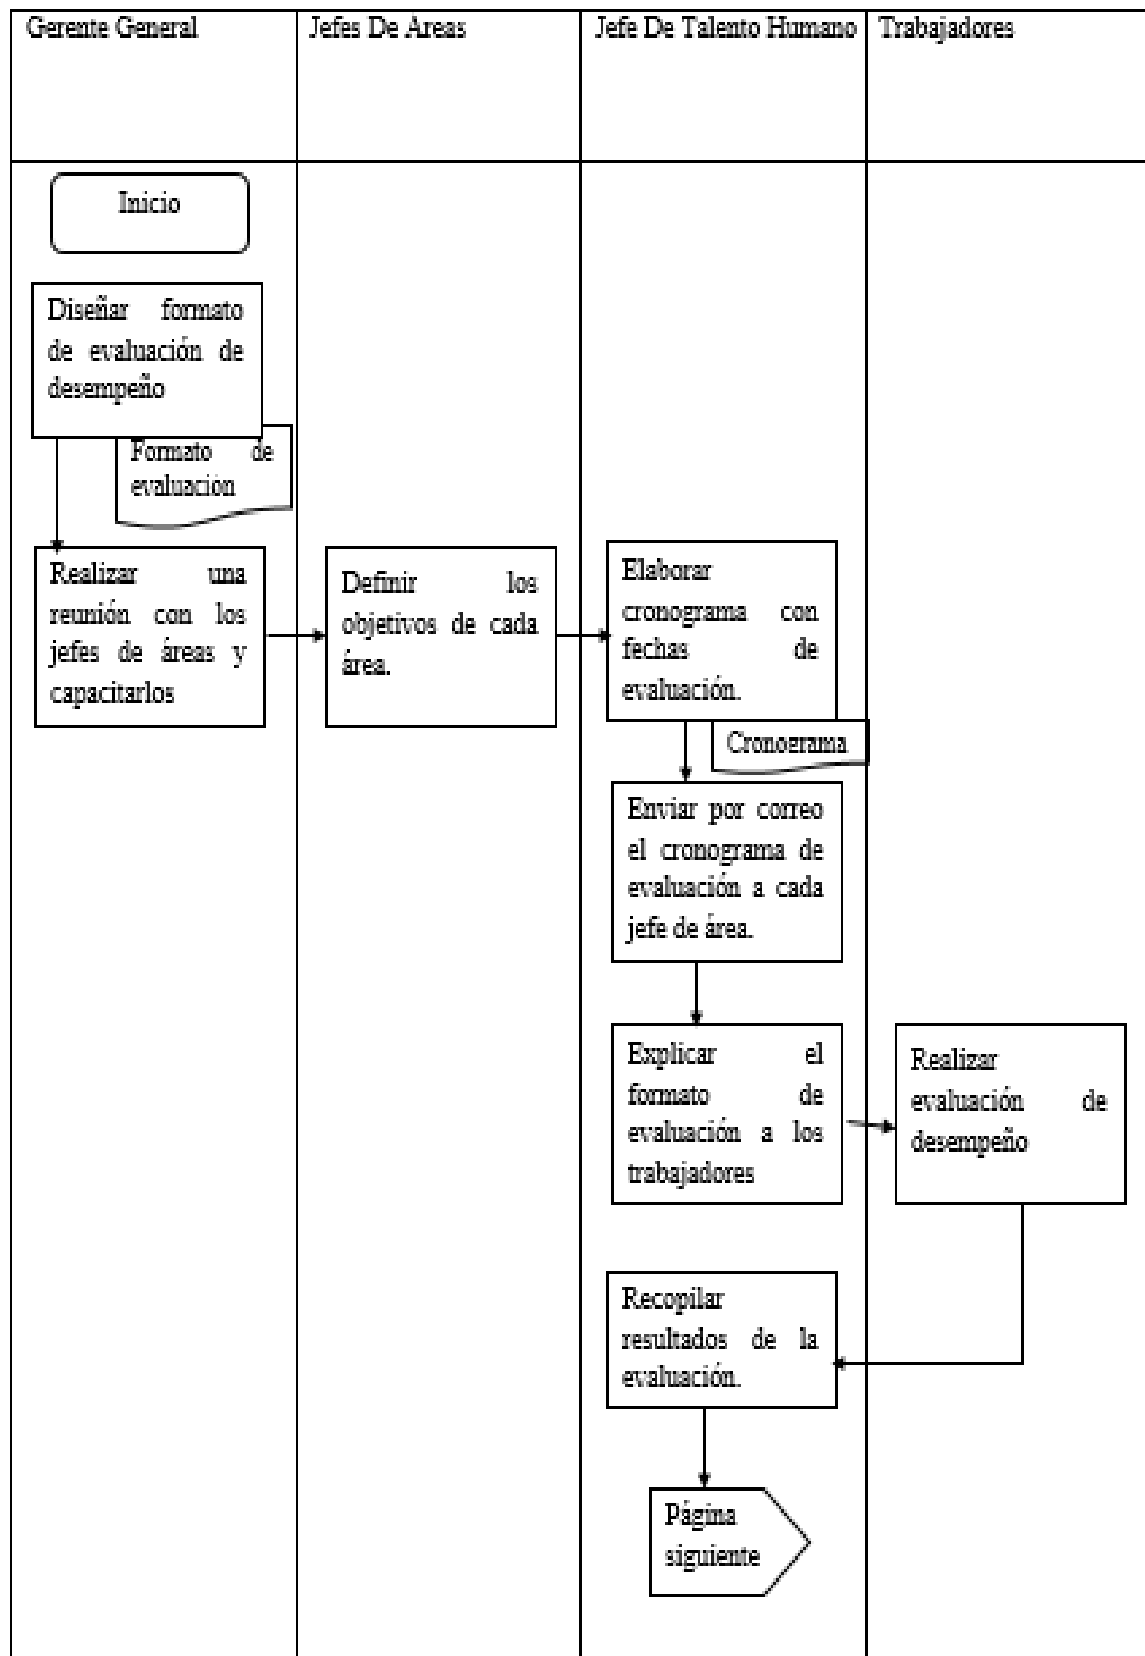 Gerente General
Jefes De Áreas
Jefe De Talento Humano
Trabajadores
Inicio
Diseñar formato
de evaluación de
desempeño
Formato de
evaluación
Realizar una
reunión con los
jefes de áreas y
capacitarlos
Definir los
objetivos de cada
área.
Elaborar
cronograma con
fechas de
evaluación.
Cronograma
Enviar por correo
el cronograma de
evaluación a cada
jefe de área.
Explicar el
formato de
evaluación a los
trabajadores
Realizar
evaluación de
desempeño
Recopilar
resultados de la
evaluación.
Página
siguiente